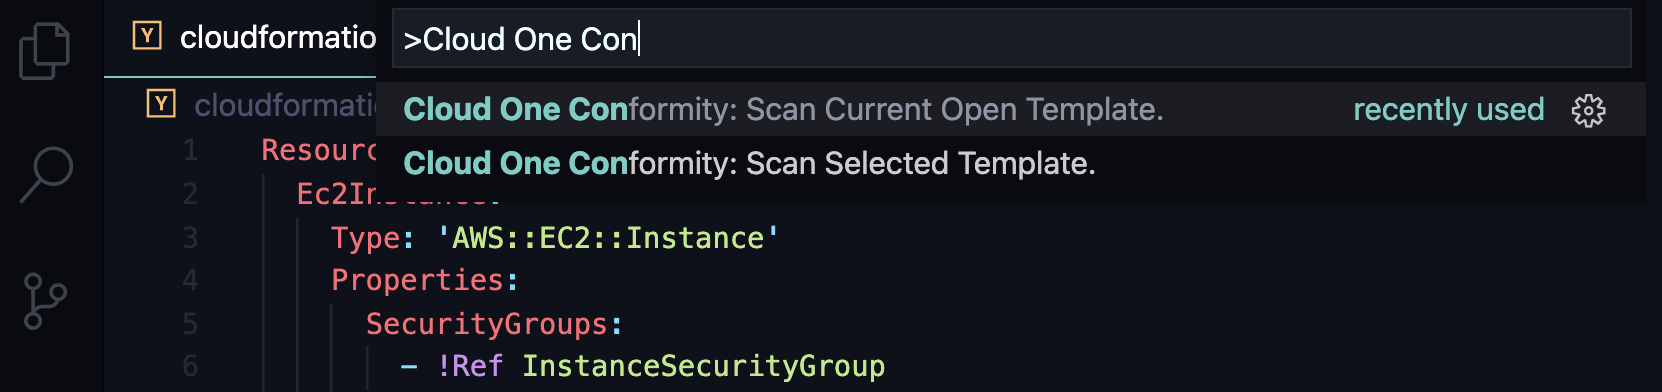 Y cloudformatio
>Cloud One Con
Cloud One Conformity: Scan Current Open Template. recently used
Cloud One Conformity: Scan Selected Template.
Y cloudformati
1 Resourc
2 Ec2Instance:
3 Type: 'AWS::EC2::Instance'
4 Properties:
5 SecurityGroups:
6 - !Ref InstanceSecurityGroup